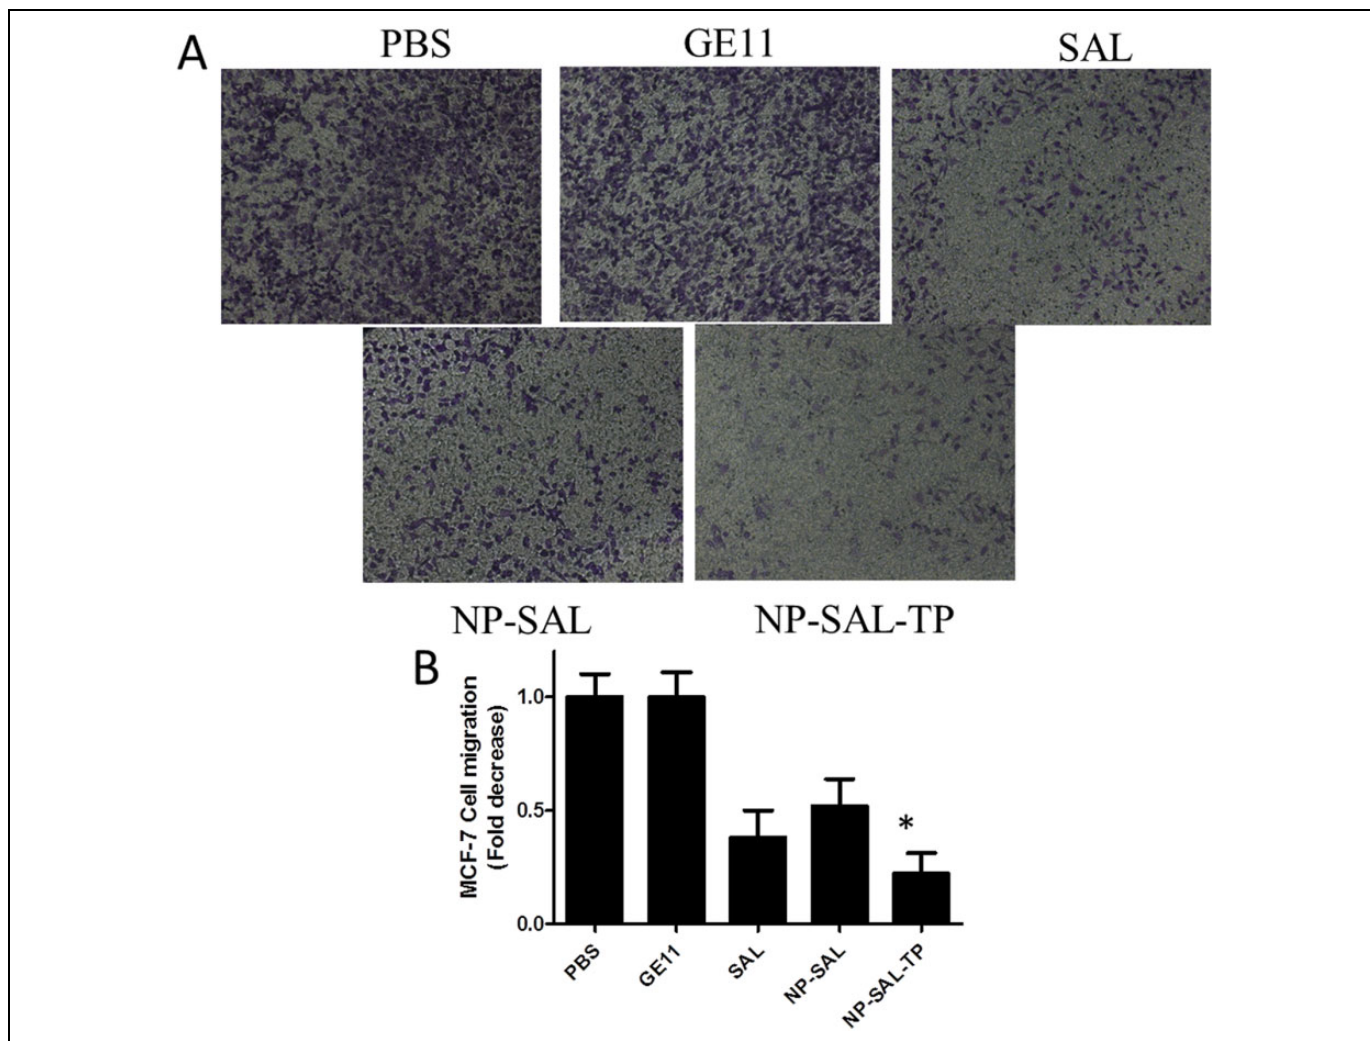 A
PBS
GE11
SAL
NP-SAL
NP-SAL-TP
B
MCF-7 Cell migration
(Fold decrease)
1.0
0.5
0.0
*
PBS
GE11
SAL
NP-SAL
NP-SAL-TP